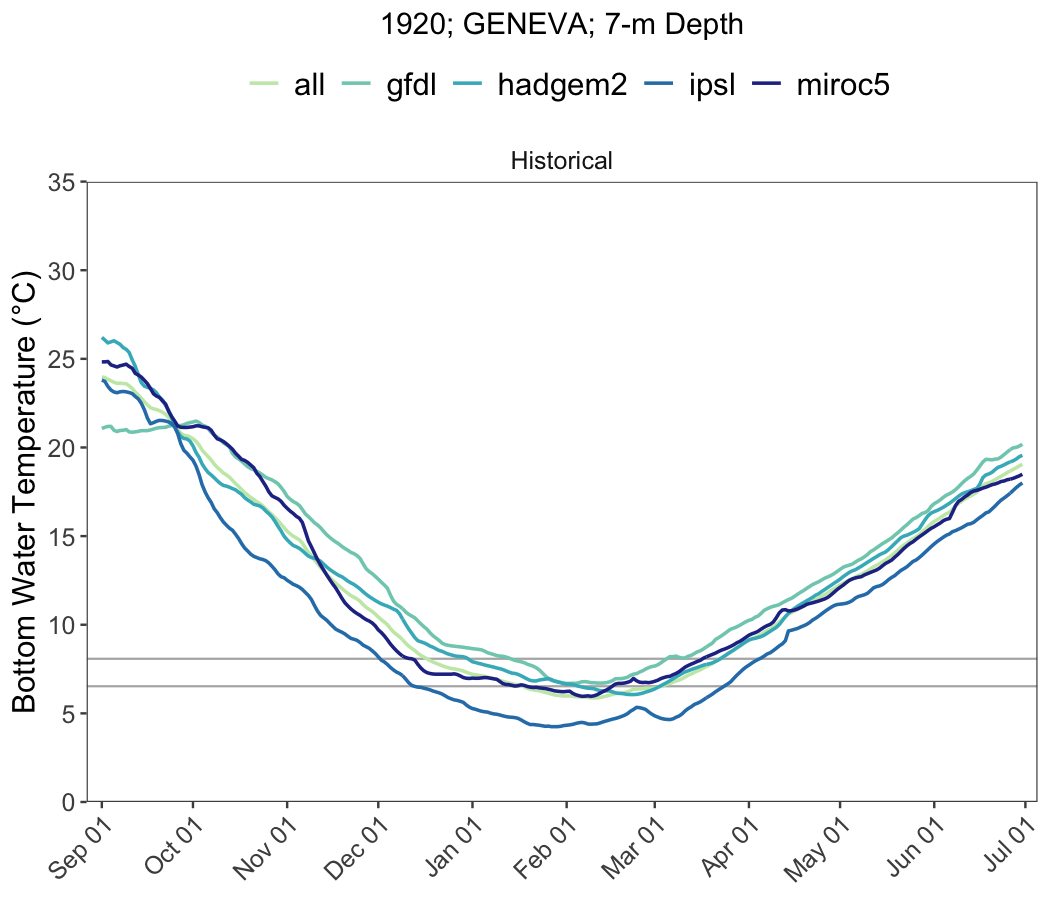 1920; GENEVA; 7-m Depth
all gfdl hadgem2 ipsl miroc5
Historical
Bottom Water Temperature (°C)
35
30
25
20
15
10
5
0
Sep 01 Oct 01 Nov 01 Dec 01 Jan 01 Feb 01 Mar 01 Apr 01 May 01 Jun 01 Jul 01